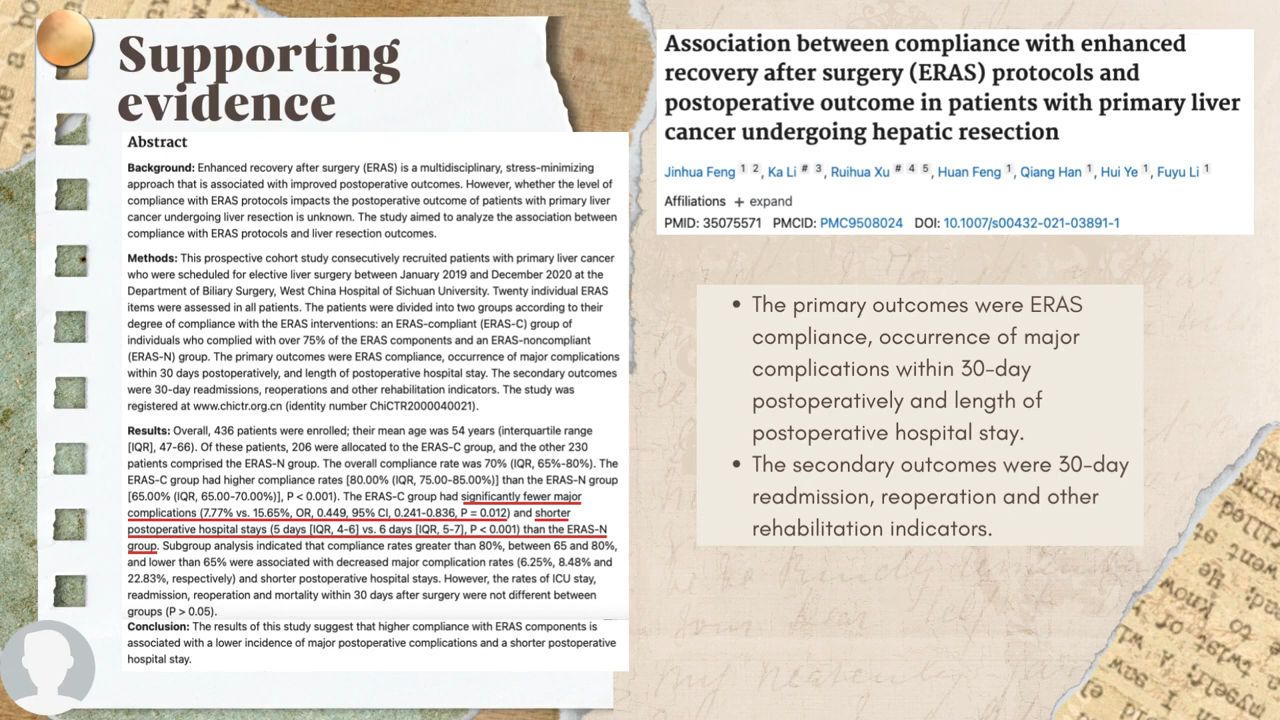 Supporting
evidence
Abstract
Background: Enhanced recovery after surgery (ERAS) is a multidisciplinary, stress-minimizing
approach that is associated with improved postoperative outcomes. However, whether the level of
compliance with ERAS protocols impacts the postoperative outcome of patients with primary liver
cancer undergoing liver resection is unknown. The study aimed to analyze the association between
compliance with ERAS protocols and liver resection outcomes.
Methods: This prospective cohort study consecutively recruited patients with primary liver cancer
who were scheduled for elective liver surgery between January 2019 and December 2020 at the
Department of Biliary Surgery, West China Hospital of Sichuan University. Twenty individual ERAS
items were assessed in all patients. The patients were divided into two groups according to their
degree of compliance with the ERAS interventions: an ERAS-compliant (ERAS-C) group of
individuals who complied with over 75% of the ERAS components and an ERAS-noncompliant
(ERAS-N) group. The primary outcomes were ERAS compliance, occurrence of major complications
within 30 days postoperatively, and length of postoperative hospital stay. The secondary outcomes
were 30-day readmissions, reoperations and other rehabilitation indicators. The study was
registered at www.chictr.org.cn (identity number ChiCTR2000040021).
Results: Overall, 436 patients were enrolled; their mean age was 54 years (interquartile range
[IQR], 47-66). Of these patients, 206 were allocated to the ERAS-C group, and the other 230
patients comprised the ERAS-N group. The overall compliance rate was 70% (IQR, 65%-80%). The
ERAS-C group had higher compliance rates [80.00% (IQR, 75.00-85.00%)] than the ERAS-N group
[65.00% (IQR, 65.00-70.00%)], P < 0.001). The ERAS-C group had significantly fewer major
complications (7.77% vs. 15.65%, OR, 0.449, 95% CI, 0.241-0.836, P = 0.012) and shorter
postoperative hospital stays (5 days [IQR, 4-6] vs. 6 days [IQR, 5-7], P < 0.001) than the ERAS-N
group. Subgroup analysis indicated that compliance rates greater than 80%, between 65 and 80%,
and lower than 65% were associated with decreased major complication rates (6.25%, 8.48% and
22.83%, respectively) and shorter postoperative hospital stays. However, the rates of ICU stay,
readmission, reoperation and mortality within 30 days after surgery were not different between
groups (P > 0.05).
Conclusion: The results of this study suggest that higher compliance with ERAS components is
associated with a lower incidence of major postoperative complications and a shorter postoperative
hospital stay.
Association between compliance with enhanced
recovery after surgery (ERAS) protocols and
postoperative outcome in patients with primary liver
cancer undergoing hepatic resection
Jinhua Feng 1 2, Ka Li # 3, Ruihua Xu # 4 5, Huan Feng 1, Qiang Han 1, Hui Ye 1, Fuyu Li 1
Affiliations + expand
PMID: 35075571 PMCID: PMC9508024 DOI: 10.1007/s00432-021-03891-1
• The primary outcomes were ERAS
compliance, occurrence of major
complications within 30-day
postoperatively and length of
postoperative hospital stay.
• The secondary outcomes were 30-day
readmission, reoperation and other
rehabilitation indicators.